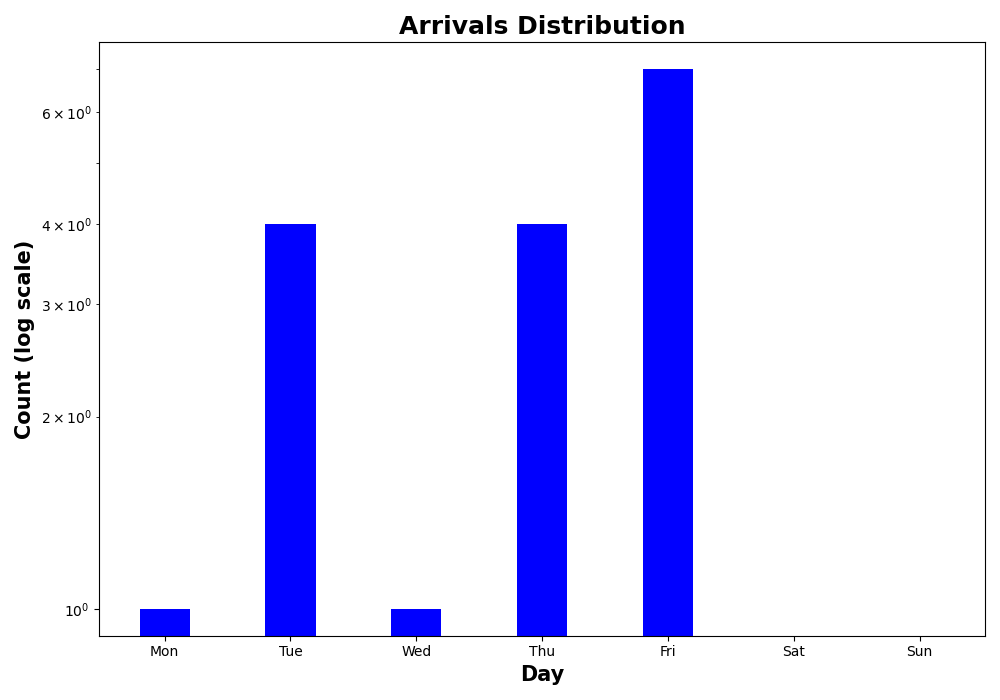 Arrivals Distribution
Count (log scale)
6 × 10⁰
4 × 10⁰
3 × 10⁰
2 × 10⁰
10⁰
Mon Tue Wed Thu Fri Sat Sun
Day